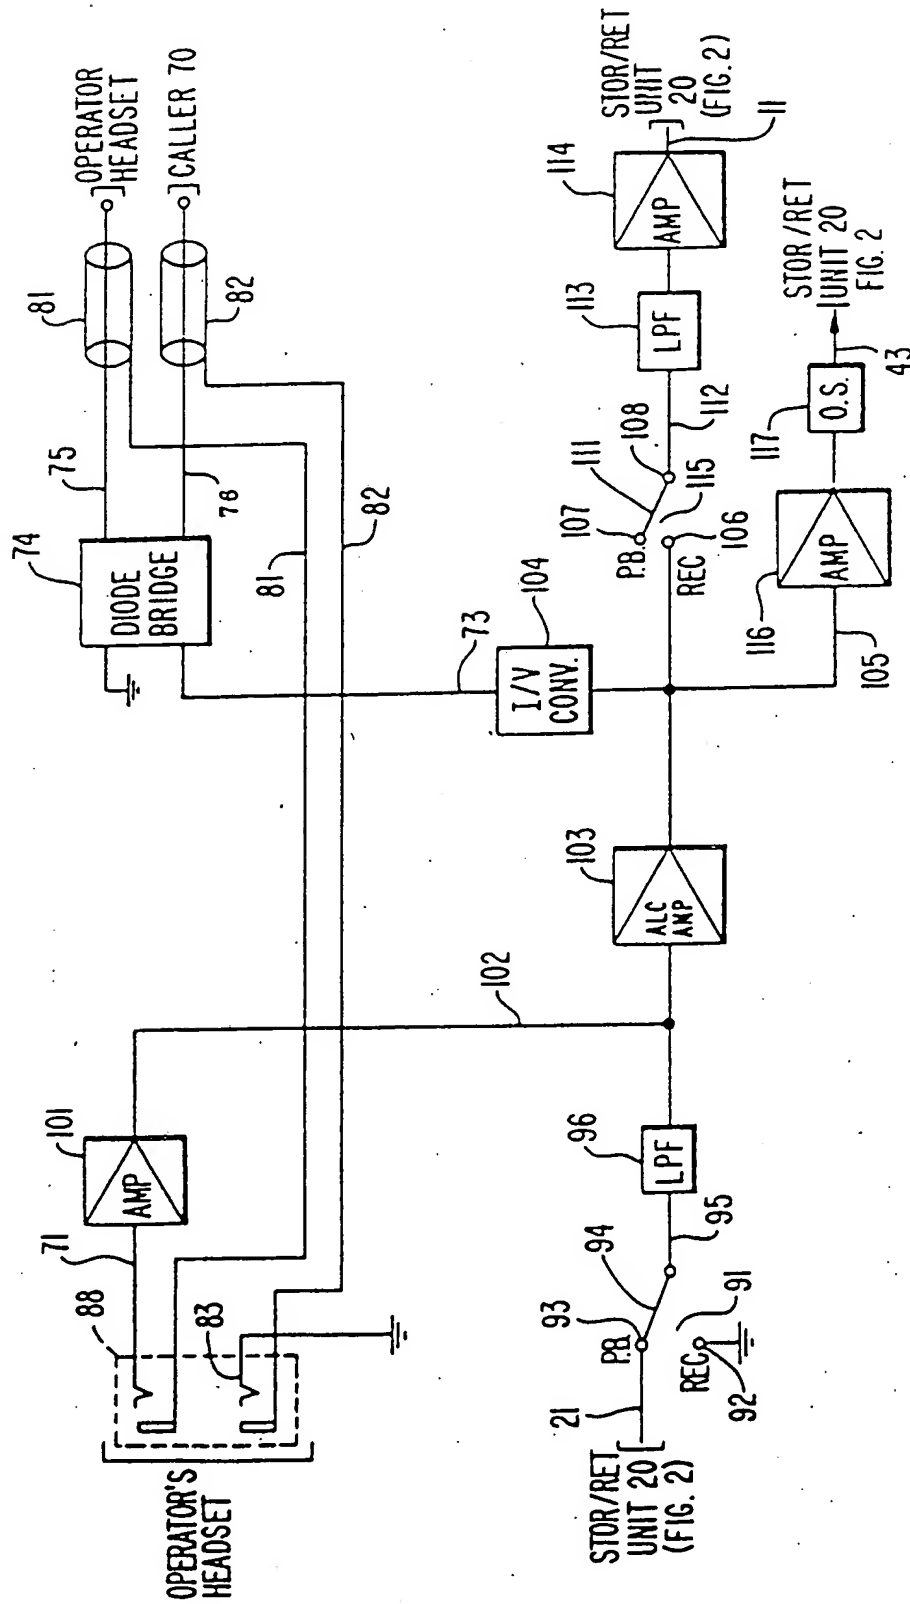 OPERATOR'S
HEADSET
88
71
101
AMP
83
74
DIODE
BRIDGE
75
76
81
OPERATOR
HEADSET
CALLER 70
82
81
82
102
73
I/V
CONV.
104
STOR/RET
UNIT 20
(FIG. 2)
21
P.B.
93
94
95
REC
92
91
96
LPF
103
ALC
AMP
P.B.
107
111
108
112
REC
106
115
113
LPF
114
AMP
STOR/RET
UNIT
20
(FIG. 2)
11
116
AMP
105
117
O.S.
43
STOR/RET
UNIT 20
FIG. 2